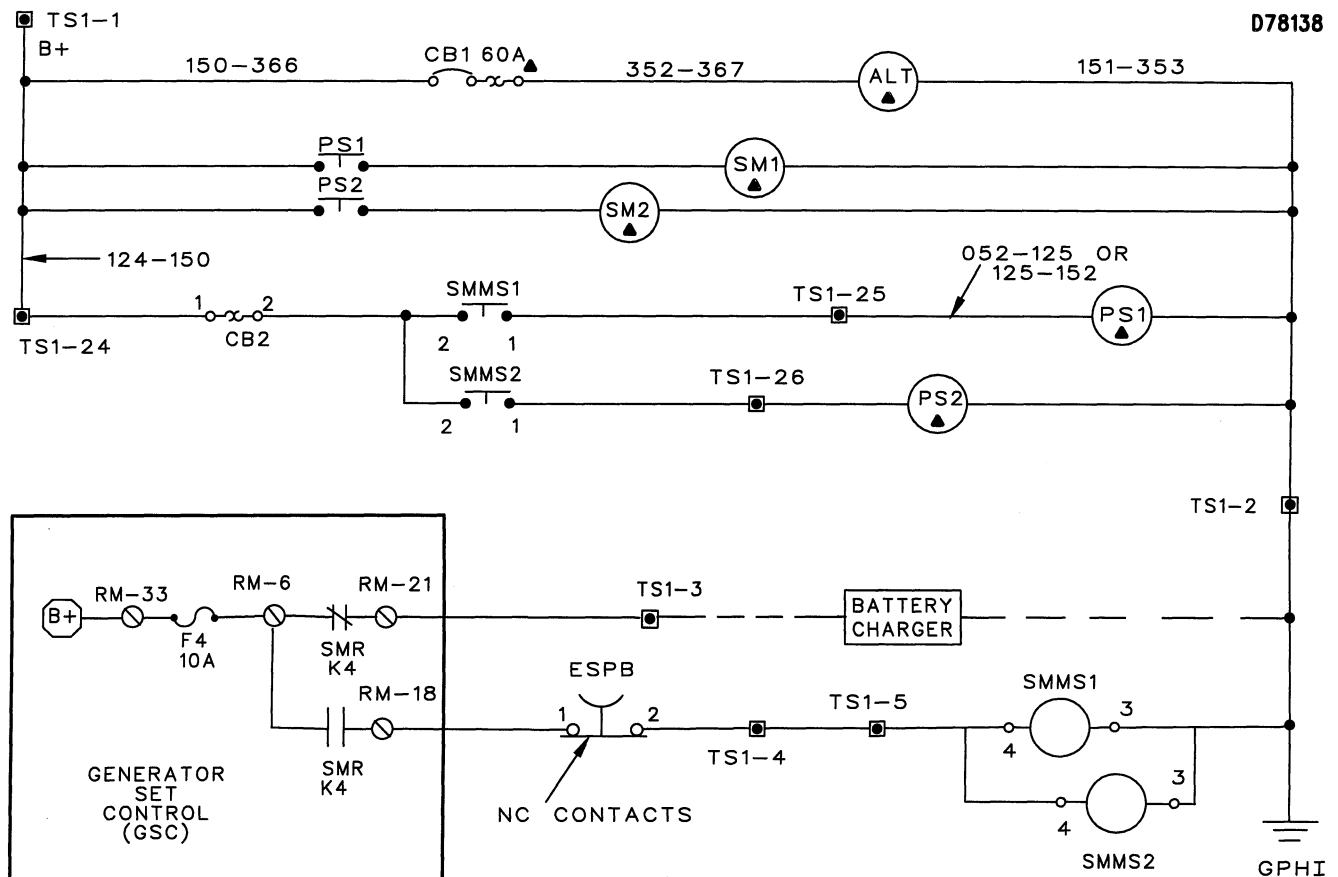 TS1-1
D78138
B+
CB1 60A
150-366
352-367
ALT
151-353
PS1
SM1
PS2
SM2
124-150
052-125 OR
125-152
SMMS1
TS1-25
1
2
CB2
PS1
TS1-24
2
1
SMMS2
TS1-26
PS2
2
1
TS1-2
RM-33
RM-6
RM-21
TS1-3
B+
BATTERY
CHARGER
F4
10A
SMR
K4
ESPB
RM-18
SMMS1
TS1-5
1
2
4
3
TS1-4
SMR
K4
3
GENERATOR
SET
CONTROL
(GSC)
NC CONTACTS
4
SMMS2
GPHI